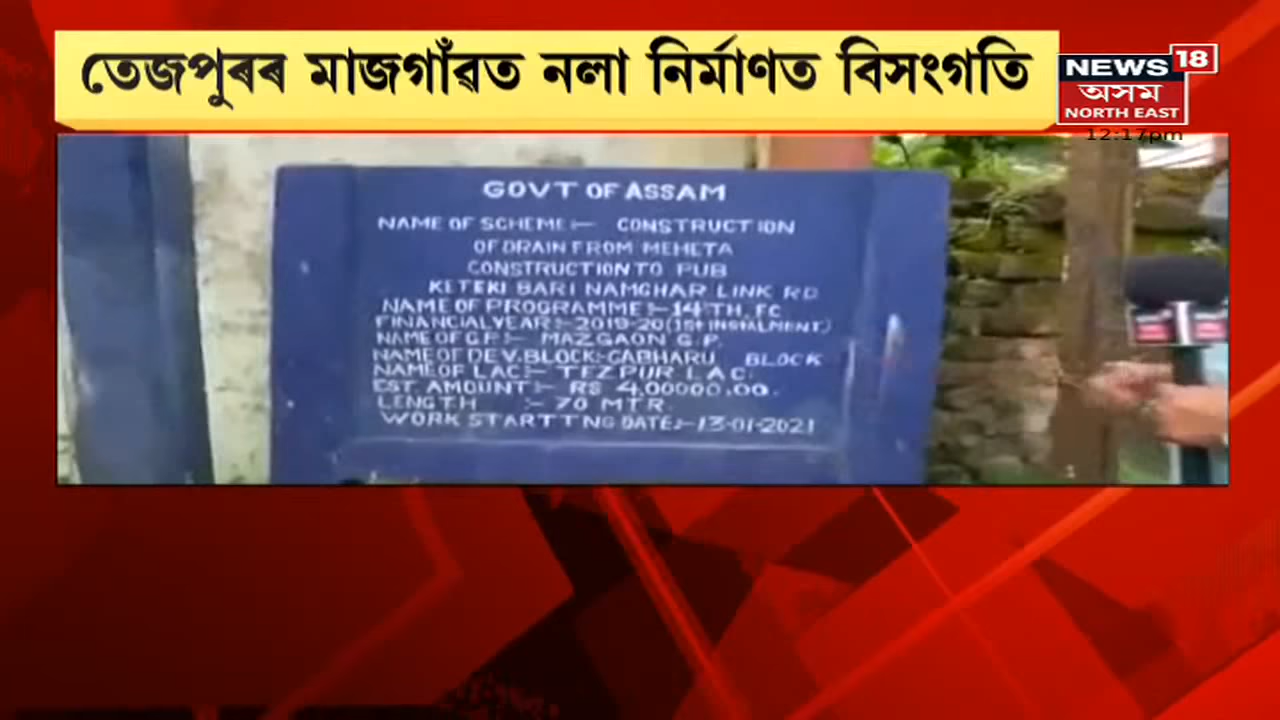 তেজপুৰৰ মাজগাঁৱত নলা নিৰ্মাণত বিসংগতি
NEWS 18
অসম
NORTH EAST
12:17pm
GOVT OF ASSAM
NAME OF SCHEME:- CONSTRUCTION
OF DRAIN FROM MEHETA
CONSTRUCTION TO PUB
KETEKI BARI NAMGHAR LINK RD
NAME OF PROGRAMME:- 14TH. FC
FINANCIAL YEAR:- 2019-20 (1St INSTALMENT)
NAME OF G.P.:- MAZGAON G.P.
NAME OF DEV. BLOCK:- GABHARU BLOCK
NAME OF LAC:- TEZPUR L.A.C.
EST. AMOUNT:- RS 4,00000.00.
LENGTH :- 70 MTR.
WORK STARTTNG DATE:- 13-01-2021